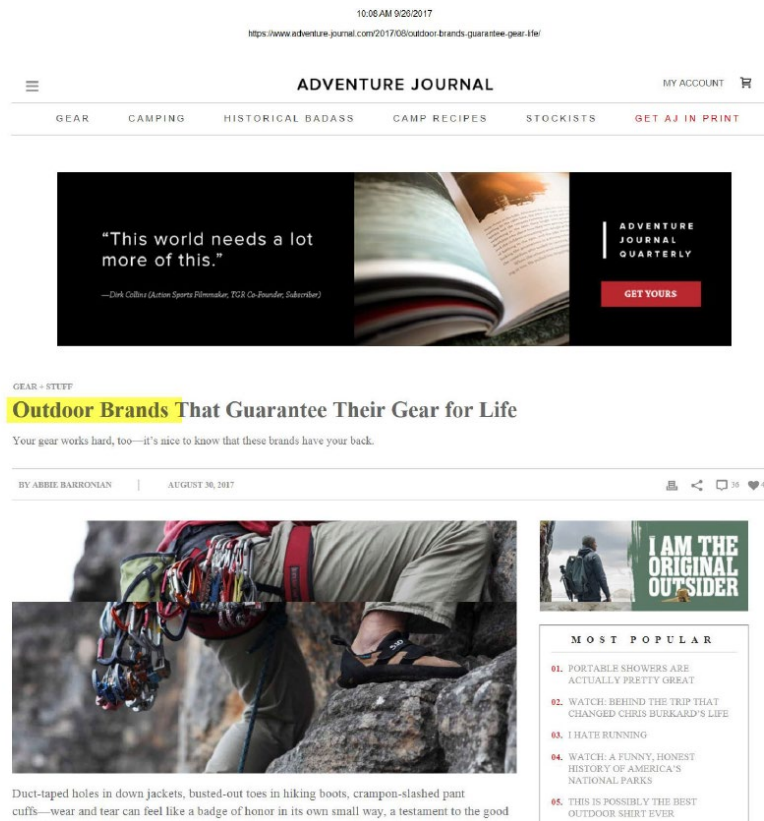 10:08 AM 9/26/2017
https://www.adventure-journal.com/2017/08/outdoor-brands-guarantee-gear-life/
ADVENTURE JOURNAL
MY ACCOUNT
GEAR CAMPING HISTORICAL BADASS CAMP RECIPES STOCKISTS GET AJ IN PRINT
“This world needs a lot
more of this.”
—Dirk Collins (Action Sports Filmmaker, TGR Co-Founder, Subscriber)
ADVENTURE
JOURNAL
QUARTERLY
GET YOURS
GEAR + STUFF
Outdoor Brands That Guarantee Their Gear for Life
Your gear works hard, too—it’s nice to know that these brands have your back.
BY ABBIE BARRONIAN | AUGUST 30, 2017
I AM THE
ORIGINAL
OUTSIDER
MOST POPULAR
01. PORTABLE SHOWERS ARE
ACTUALLY PRETTY GREAT
02. WATCH: BEHIND THE TRIP THAT
CHANGED CHRIS BURKARD’S LIFE
03. I HATE RUNNING
04. WATCH: A FUNNY, HONEST
HISTORY OF AMERICA’S
NATIONAL PARKS
05. THIS IS POSSIBLY THE BEST
OUTDOOR SHIRT EVER
Duct-taped holes in down jackets, busted-out toes in hiking boots, crampon-slashed pant
cuffs—wear and tear can feel like a badge of honor in its own small way, a testament to the good